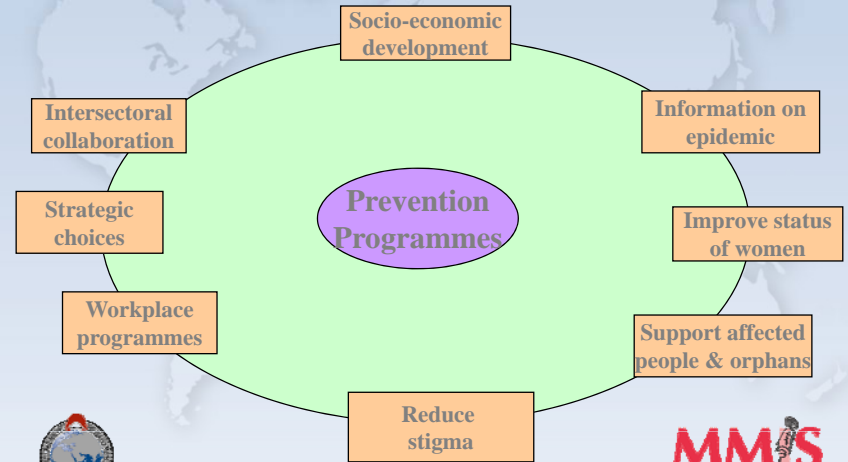 Socio-economic
development
Intersectoral
collaboration
Information on
epidemic
Prevention
Programmes
Strategic
choices
Improve status
of women
Workplace
programmes
Support affected
people & orphans
Reduce
stigma
MMIS